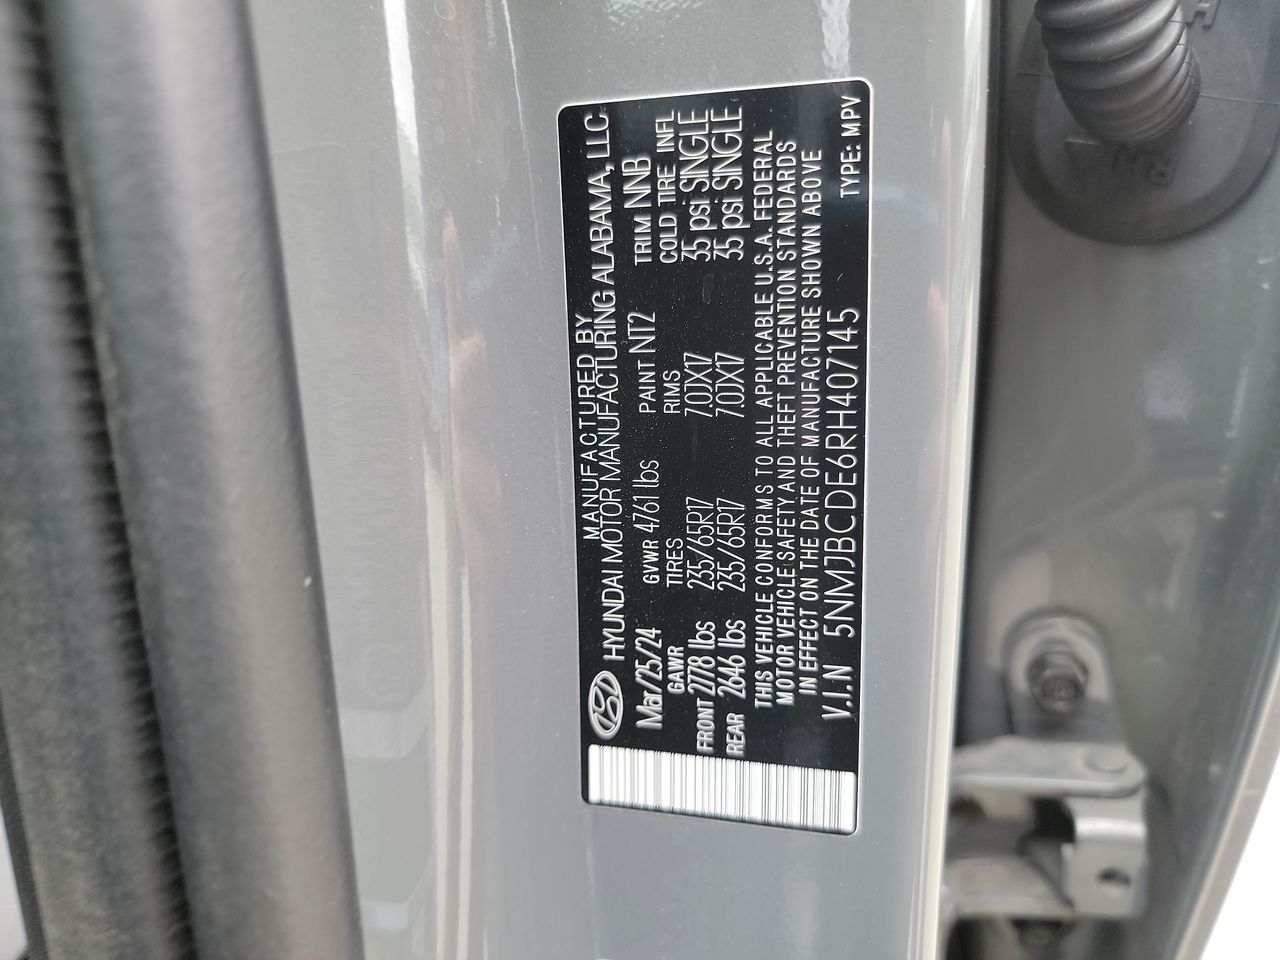 MANUFACTURED BY
HYUNDAI MOTOR MANUFACTURING ALABAMA, LLC
Mar/25/24 GVWR 4761 lbs PAINT NT2 TRIM NNB
GAWR TIRES RIMS COLD TIRE INFL
FRONT 2778 lbs 235/65R17 7.0JX17 35 psi SINGLE
REAR 2646 lbs 235/65R17 7.0JX17 35 psi SINGLE
THIS VEHICLE CONFORMS TO ALL APPLICABLE U.S.A. FEDERAL
MOTOR VEHICLE SAFETY AND THEFT PREVENTION STANDARDS
IN EFFECT ON THE DATE OF MANUFACTURE SHOWN ABOVE
V.I.N 5NMJBCDE6RH407145 TYPE: MPV